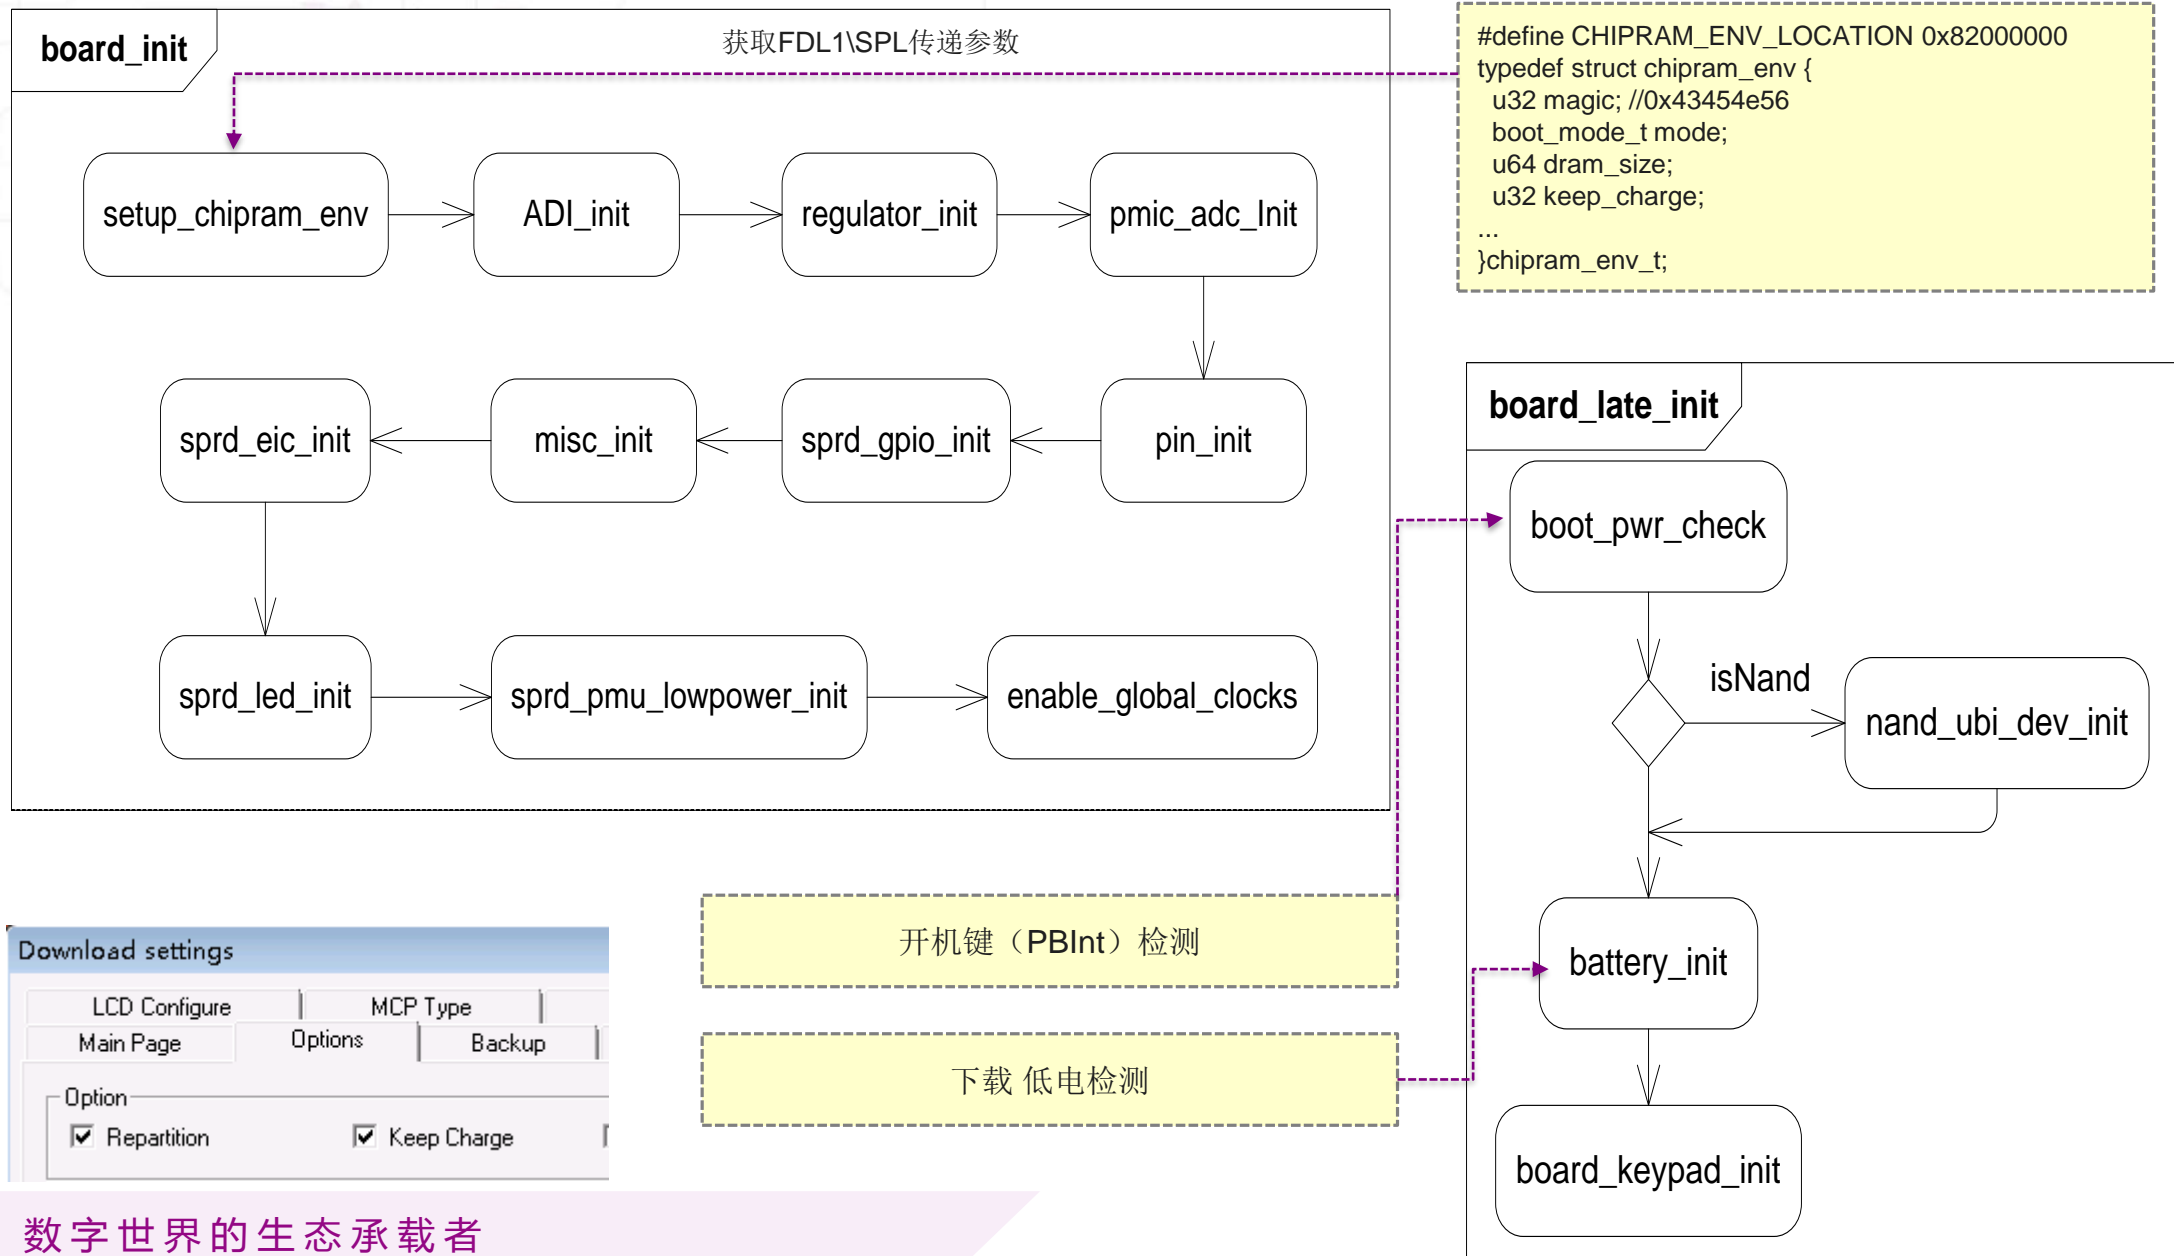 board_init
获取FDL1\SPL传递参数
setup_chipram_env
ADI_init
regulator_init
pmic_adc_Init
sprd_eic_init
misc_init
sprd_gpio_init
pin_init
sprd_led_init
sprd_pmu_lowpower_init
enable_global_clocks
#define CHIPRAM_ENV_LOCATION 0x82000000
typedef struct chipram_env {
u32 magic; //0x43454e56
boot_mode_t mode;
u64 dram_size;
u32 keep_charge;
...
}chipram_env_t;
board_late_init
boot_pwr_check
isNand
nand_ubi_dev_init
battery_init
board_keypad_init
开机键（PBInt）检测
下载 低电检测
Download settings
LCD Configure
MCP Type
Main Page
Options
Backup
Option
Repartition
Keep Charge
数字世界的生态承载者